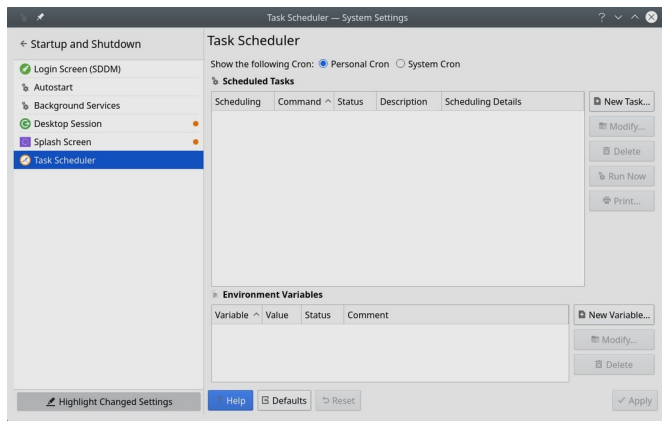 Task Scheduler — System Settings
Startup and Shutdown
Task Scheduler
Show the following Cron: Personal Cron System Cron
Login Screen (SDDM)
Autostart
Background Services
Desktop Session
Splash Screen
Task Scheduler
Scheduled Tasks
Scheduling Command Status Description Scheduling Details
New Task...
Modify...
Delete
Run Now
Print...
Environment Variables
Variable Value Status Comment
New Variable...
Modify...
Delete
Highlight Changed Settings
Help Defaults Reset Apply